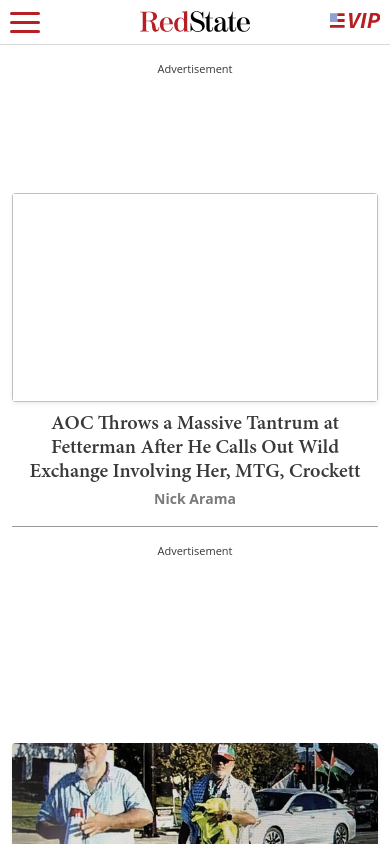 RedState
VIP
Advertisement
AOC Throws a Massive Tantrum at
Fetterman After He Calls Out Wild
Exchange Involving Her, MTG, Crockett
Nick Arama
Advertisement